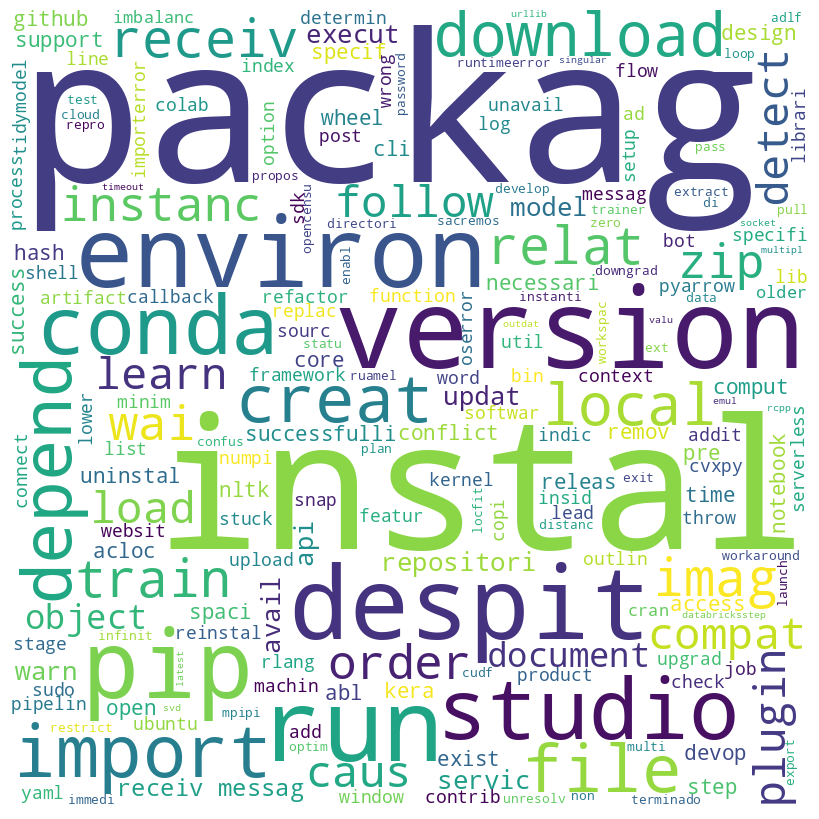 github
imbalanc
determin
urllib
adlf
support
receiv
execut
download
loop
design
line
specif
index
runtimeerror
singular
flow
packag
tidymodel
process
importerror
test
cloud
repro
colab
option
wheel
post
wrong
password
unavail
log
cli
setup
ad
pass
detect
librari
timeout
propos
sdk
opensensu
develop
messag
extract
di
trainer
zero
pull
instanc
follow
model
sacremos
directori
socket
specifi
multipl
hash
shell
environ
enabl
relat
bot
zip
lib
necessari
downgrad
pyarrow
older
success
artifact
callback
refactor
function
replac
instanti
data
conda
sourc
statu
core
oserror
version
outdat
util
workspac
valu
ext
emul
rcpp
framework
ruamel
word
bin
context
comput
learn
creat
updat
softwar
local
depend
lower
minim
wai
successfulli
conflict
indic
remov
addit
serverless
connect
list
confus
plan
pre
cvxpy
notebook
uninstal
numpi
instal
kernel
insid
releas
exit
time
load
nltk
snap
featur
locfit
copi
lead
distanc
throw
websit
stuck
acloc
upload
api
repositori
outlin
workaround
train
despit
imag
launch
object
spaci
avail
access
cran
databricksstep
stage
infinit
reinstal
compat
warn
latest
pip
rlang
order
document
upgrad
job
sudo
machin
abl
kera
cudf
product
check
plugin
pipelin
open
svd
run
studio
restrict
ubuntu
mpipi
add
optim
import
file
multi
devop
export
caus
exist
servic
step
yaml
immedi
receiv messag
window
contrib
unresolv
non
terminado